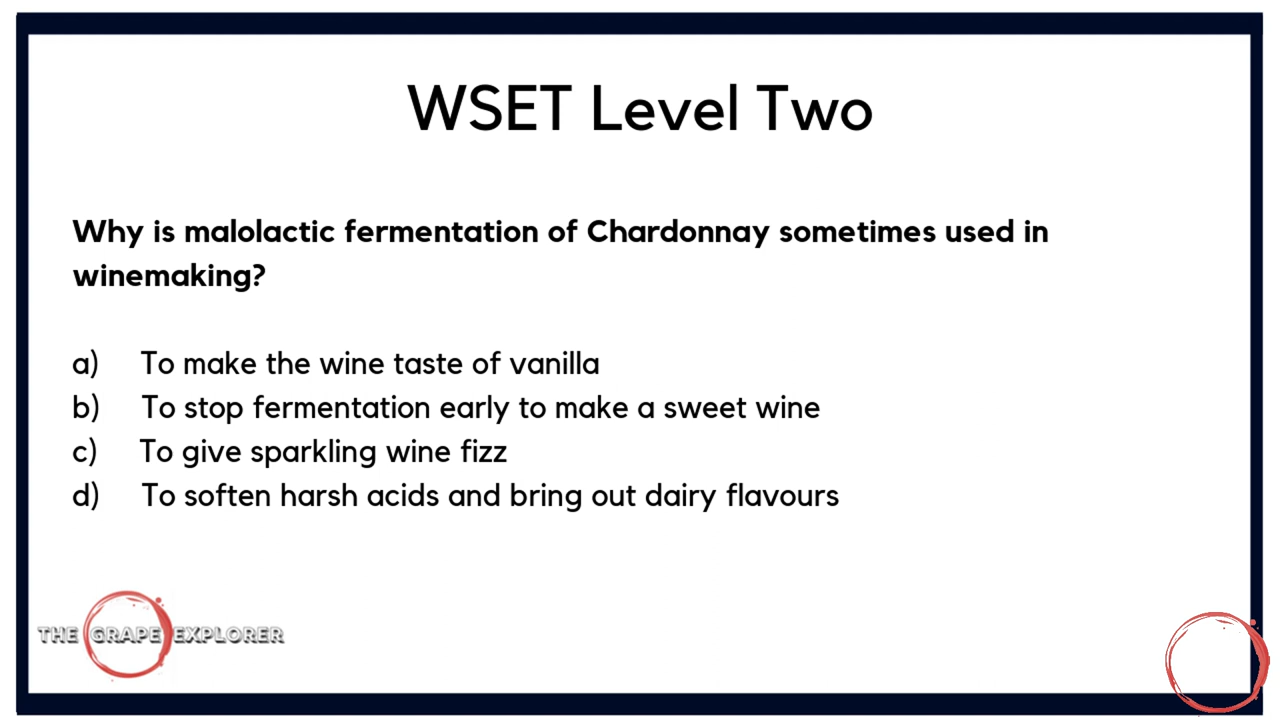 WSET Level Two
Why is malolactic fermentation of Chardonnay sometimes used in
winemaking?
a) To make the wine taste of vanilla
b) To stop fermentation early to make a sweet wine
c) To give sparkling wine fizz
d) To soften harsh acids and bring out dairy flavours
THE GRAPE EXPLORER